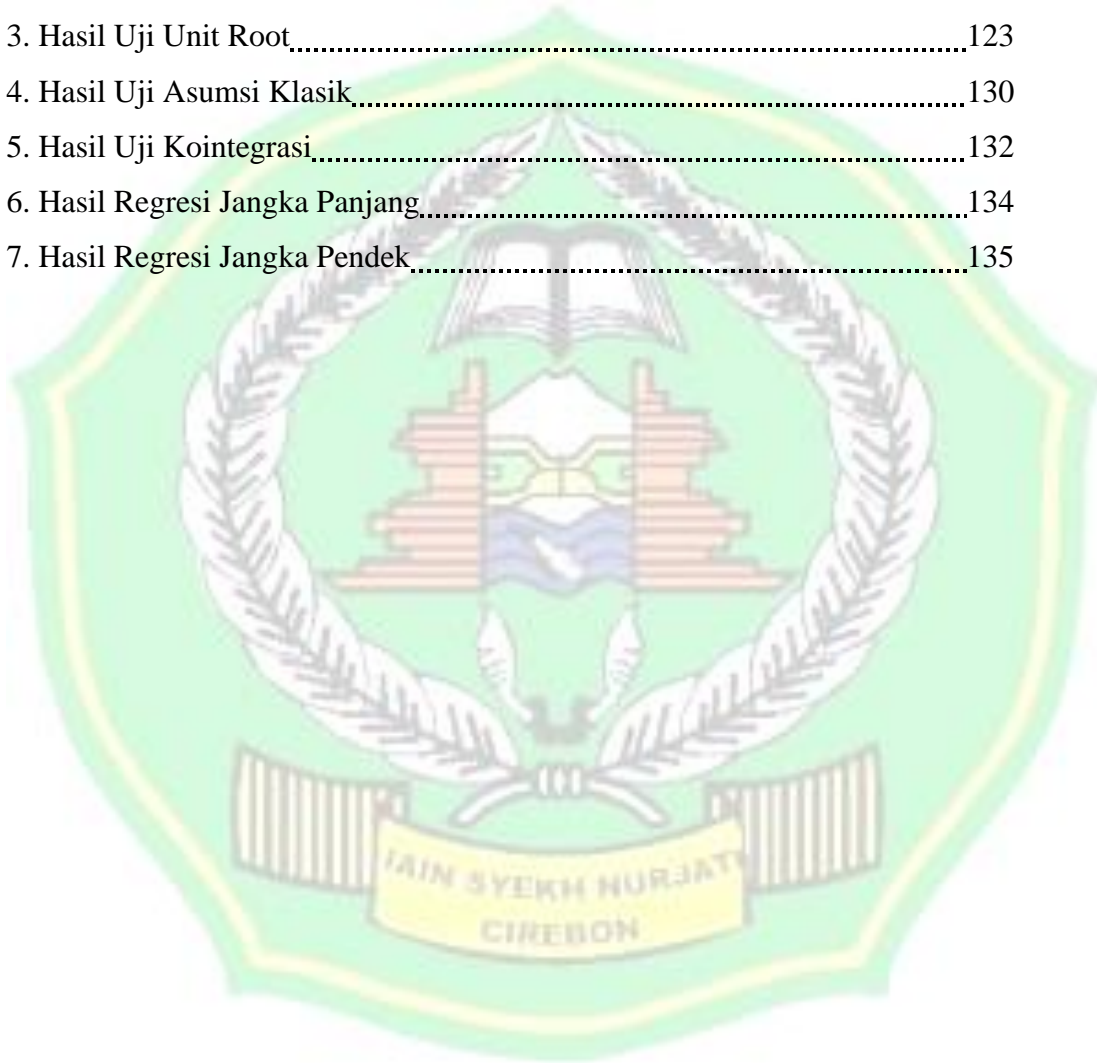 3. Hasil Uji Unit Root........................................................................123
4. Hasil Uji Asumsi Klasik................................................................130
5. Hasil Uji Kointegrasi.....................................................................132
6. Hasil Regresi Jangka Panjang.......................................................134
7. Hasil Regresi Jangka Pendek........................................................135
IAIN SYEKH NURJATI
CIREBON